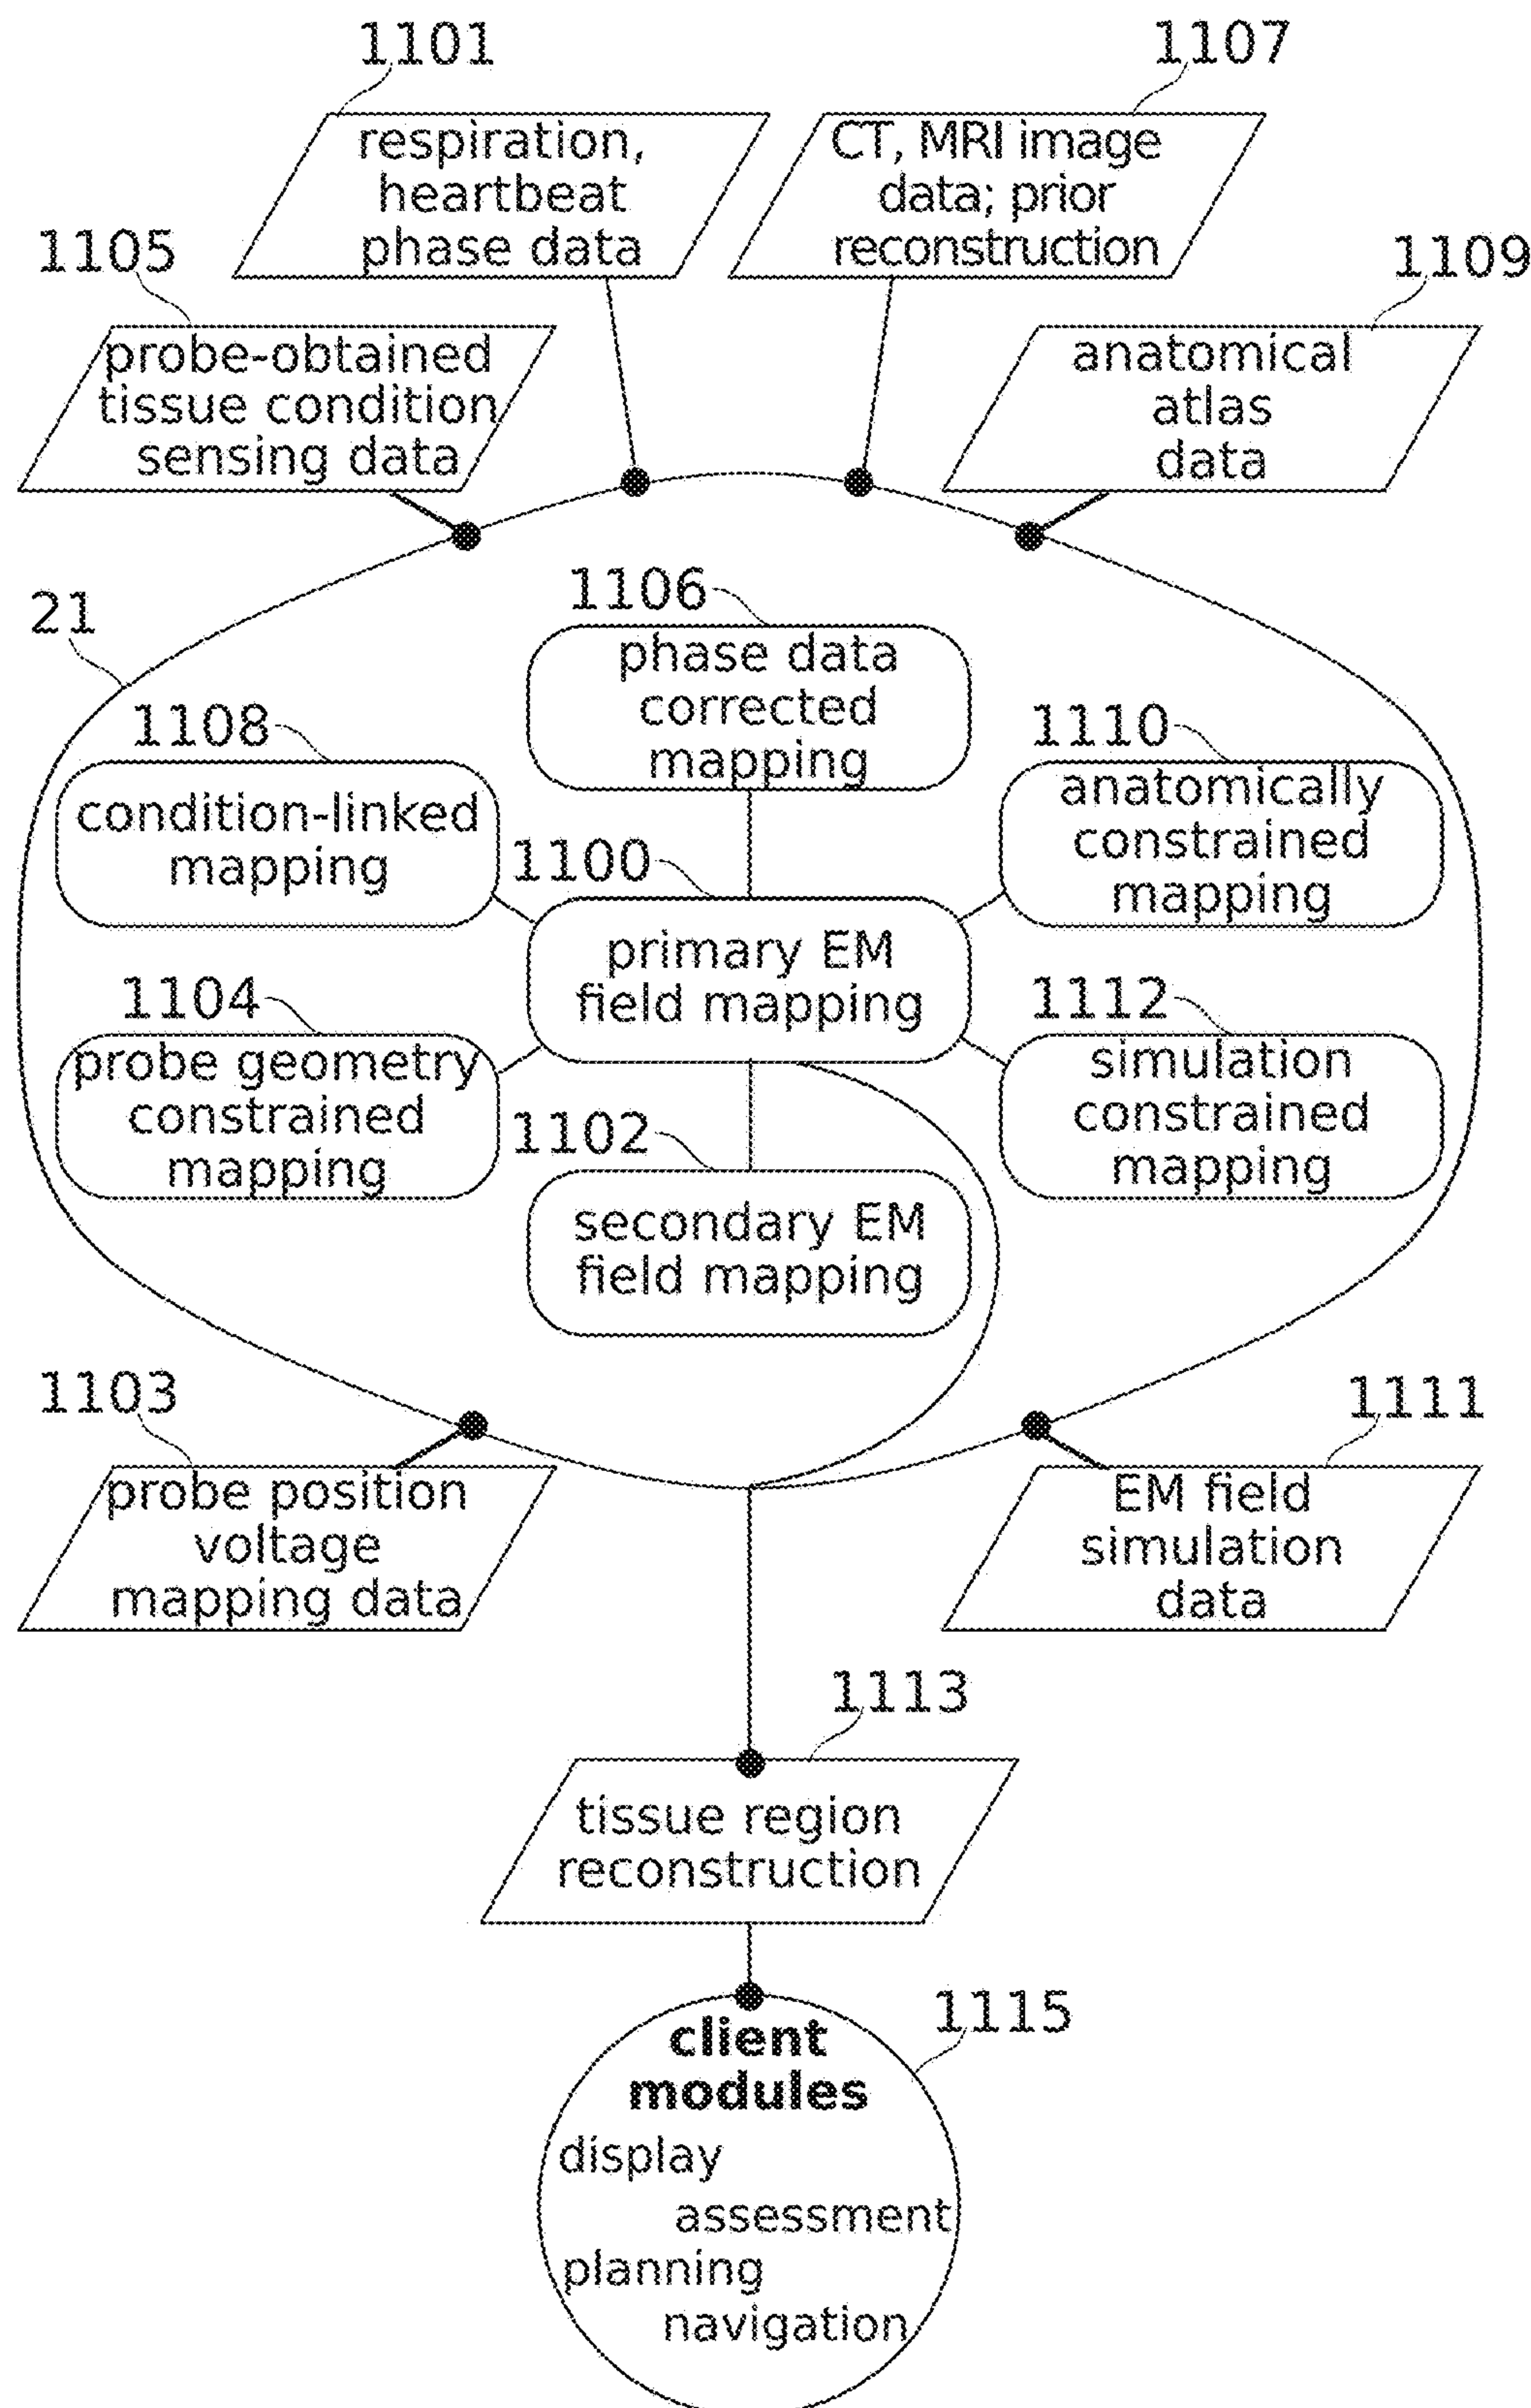 1101
1107
respiration,
heartbeat
phase data
CT, MRI image
data; prior
reconstruction
1105
1109
probe-obtained
tissue condition
sensing data
anatomical
atlas
data
21
1106
phase data
corrected
mapping
1108
condition-linked
mapping
1110
anatomically
constrained
mapping
1100
primary EM
field mapping
1104
probe geometry
constrained
mapping
1112
simulation
constrained
mapping
1102
secondary EM
field mapping
1103
probe position
voltage
mapping data
1111
EM field
simulation
data
1113
tissue region
reconstruction
1115
client
modules
display
assessment
planning
navigation